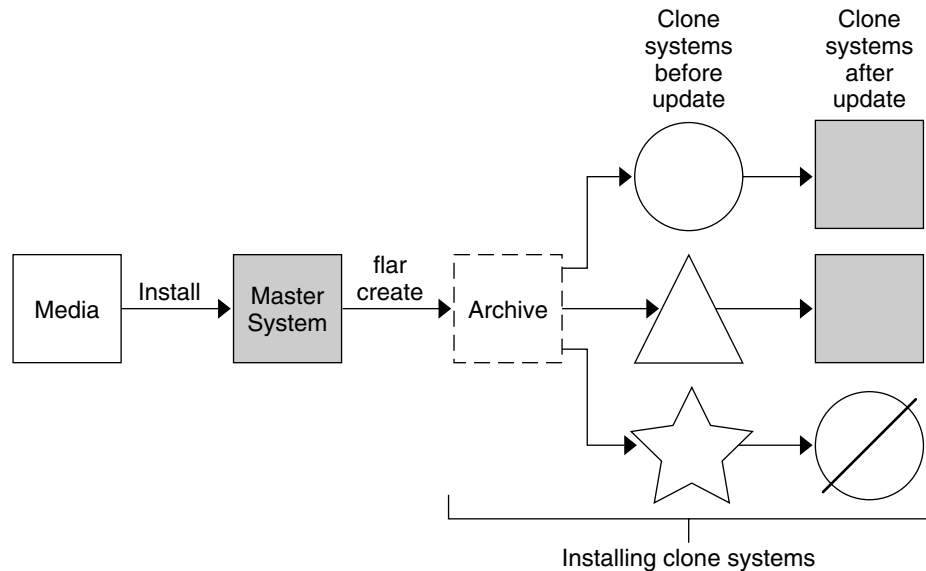 Clone
systems
before
update
Clone
systems
after
update
Media
Install
Master
System
flar
create
Archive
Installing clone systems